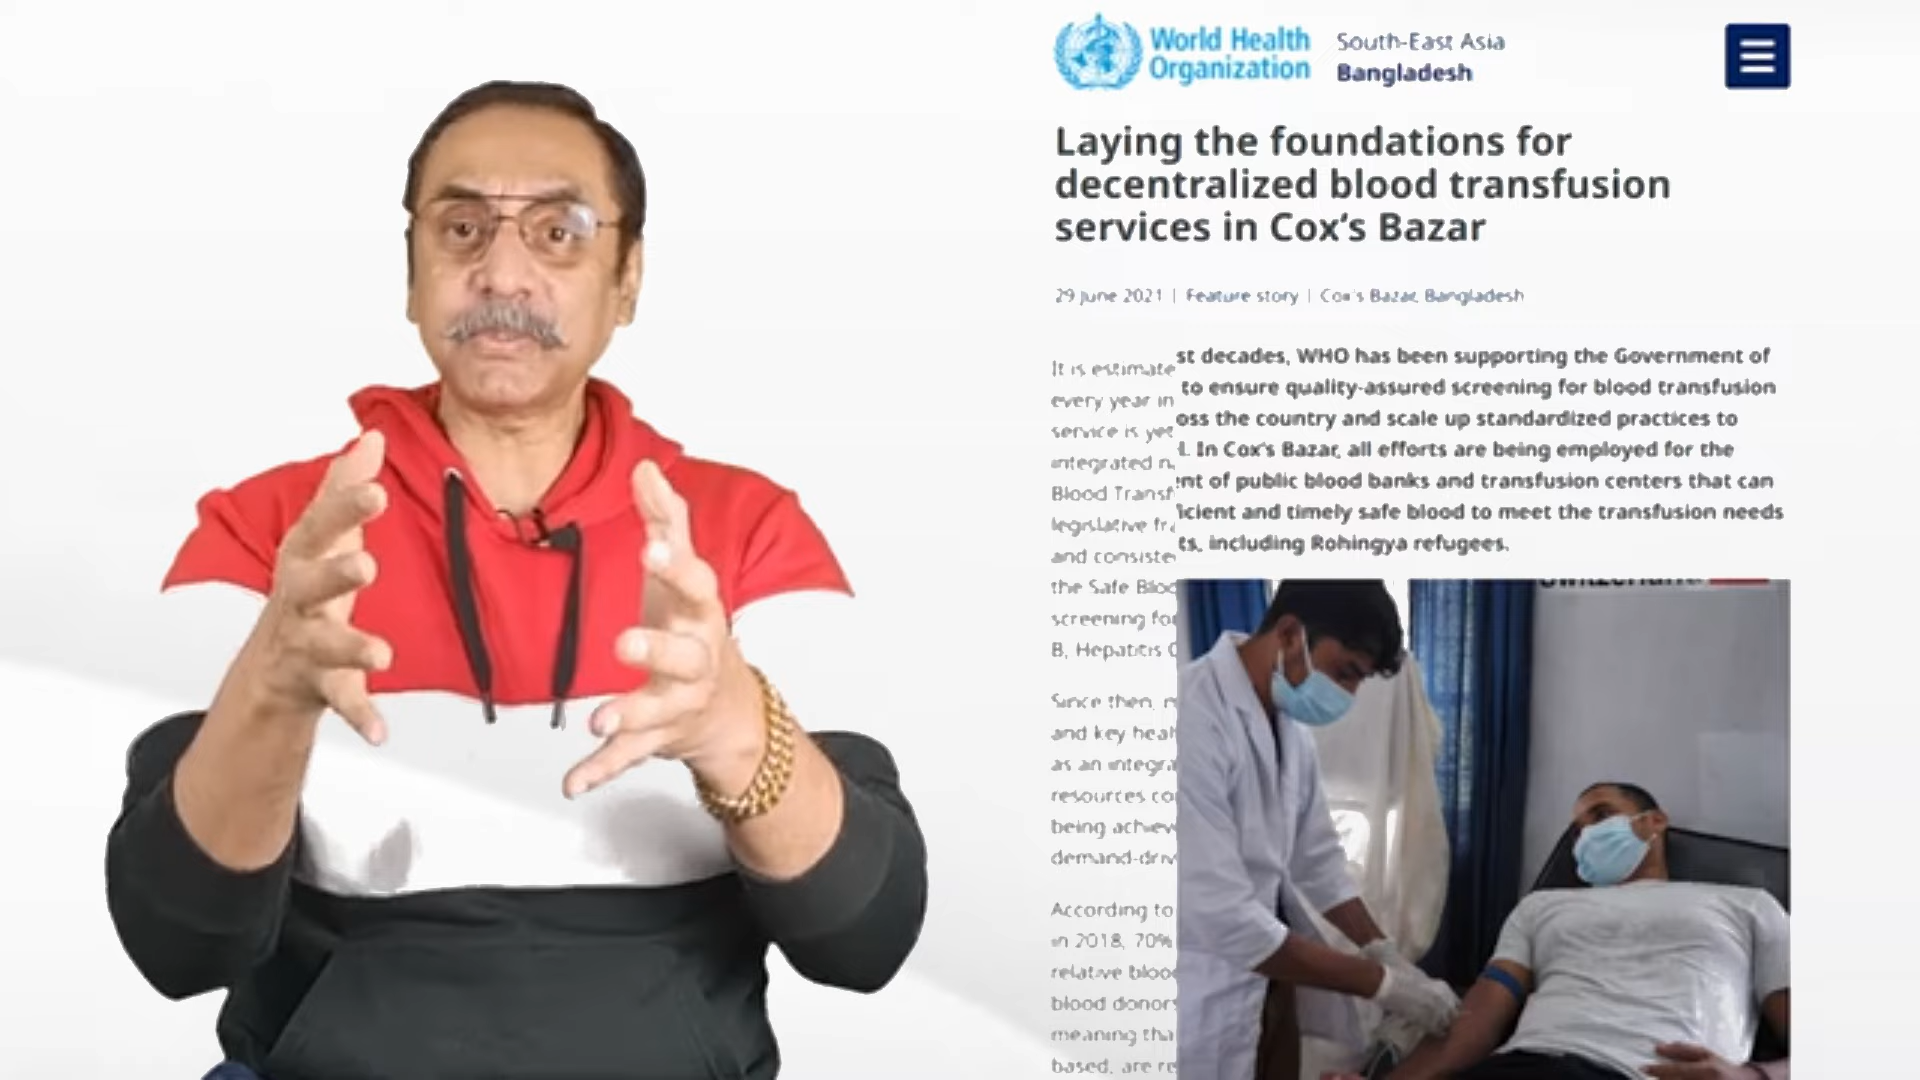 World Health
Organization
South-East Asia
Bangladesh
Laying the foundations for
decentralized blood transfusion
services in Cox's Bazar
29 June 2021 | Feature story | Cox's Bazar, Bangladesh
st decades, WHO has been supporting the Government of
to ensure quality-assured screening for blood transfusion
oss the country and scale up standardized practices to
l. In Cox's Bazar, all efforts are being employed for the
nt of public blood banks and transfusion centers that can
icient and timely safe blood to meet the transfusion needs
ts, including Rohingya refugees.
It is estimate
every year in
service is yet
integrated n
Blood Transf
legislative fra
and consiste
the Safe Bloo
screening for
B, Hepatitis C
Since then,
and key heal
as an integra
resources co
being achieve
demand-driv
According to
in 2018, 70%
relative bloo
blood donors
meaning tha
based, are re